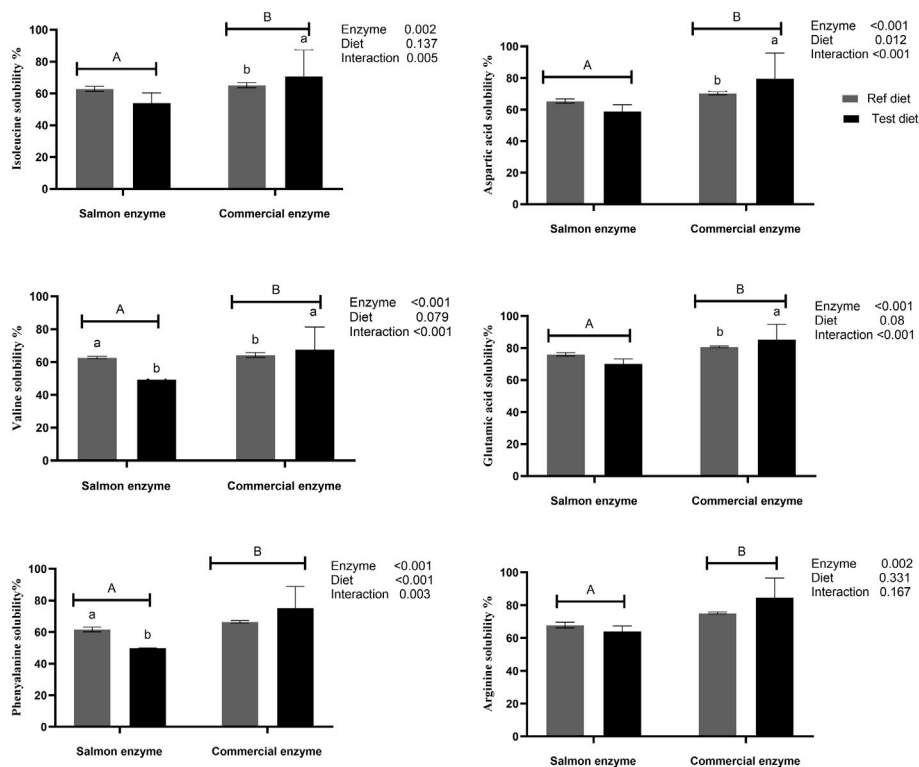 Isoleucine solubility %
100
80
60
40
20
0
A
B
b
a
Salmon enzyme
Commercial enzyme
Enzyme 0.002
Diet 0.137
Interaction 0.005
Aspartic acid solubility %
100
80
60
40
20
0
A
B
b
a
Salmon enzyme
Commercial enzyme
Enzyme <0.001
Diet 0.012
Interaction <0.001
Ref diet
Test diet
Valine solubility %
100
80
60
40
20
0
A
a
b
B
b
a
Salmon enzyme
Commercial enzyme
Enzyme <0.001
Diet 0.079
Interaction <0.001
Glutamic acid solubility%
100
80
60
40
20
0
A
B
b
a
Salmon enzyme
Commercial enzyme
Enzyme <0.001
Diet 0.08
Interaction <0.001
Phenyalanine solubility%
100
80
60
40
20
0
A
a
b
B
Salmon enzyme
Commercial enzyme
Enzyme <0.001
Diet <0.001
Interaction 0.003
Arginine solubility %
100
80
60
40
20
0
A
B
Salmon enzyme
Commercial enzyme
Enzyme 0.002
Diet 0.331
Interaction 0.167